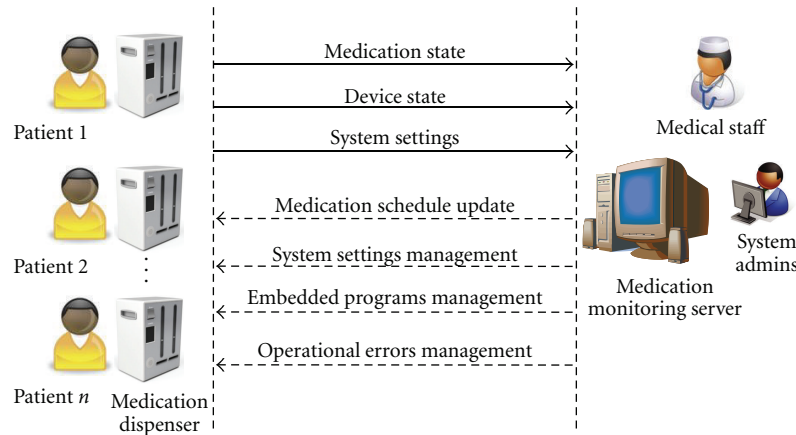 Medication state
Device state
Patient 1
System settings
Medical staff
Medication schedule update
Patient 2
System settings management
System
admins
Embedded programs management
Medication
monitoring server
Operational errors management
Patient n
Medication
dispenser